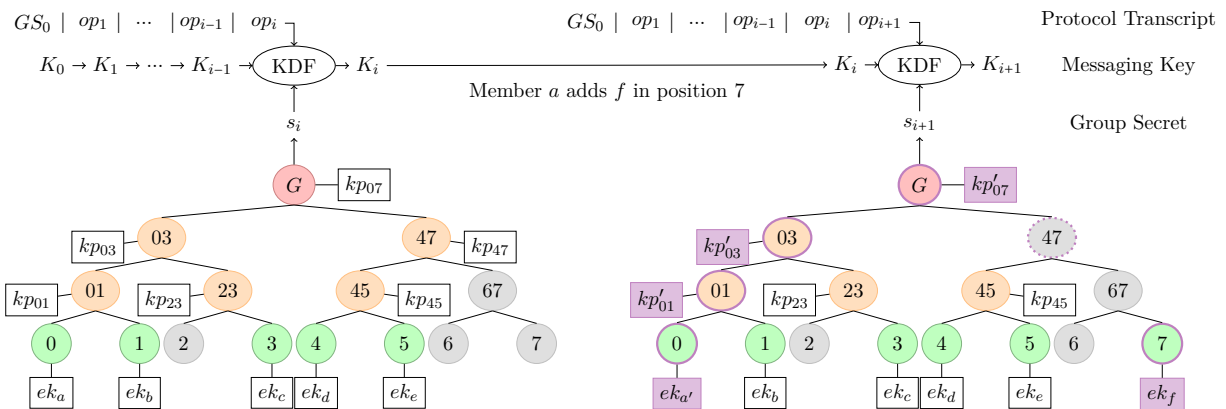 GS₀ | op₁ | ... | opᵢ₋₁ | opᵢ GS₀ | op₁ | ... | opᵢ₋₁ | opᵢ | opᵢ₊₁ Protocol Transcript
K₀ → K₁ → ... → Kᵢ₋₁ → KDF → Kᵢ → Kᵢ → KDF → Kᵢ₊₁ Messaging Key
Member a adds f in position 7
sᵢ sᵢ₊₁ Group Secret
G kp₀₇ G kp′₀₇
03 47 03 47
kp₀₃ kp₄₇ kp′₀₃
kp₀₁ 01 kp₂₃ 23 45 kp₄₅ 67 kp′₀₁ 01 kp₂₃ 23 45 kp₄₅ 67
0 1 2 3 4 5 6 7 0 1 2 3 4 5 6 7
ekₐ ek_b ek_c ek_d ekₑ ek_{a′} ek_b ek_c ek_d ekₑ ek_f